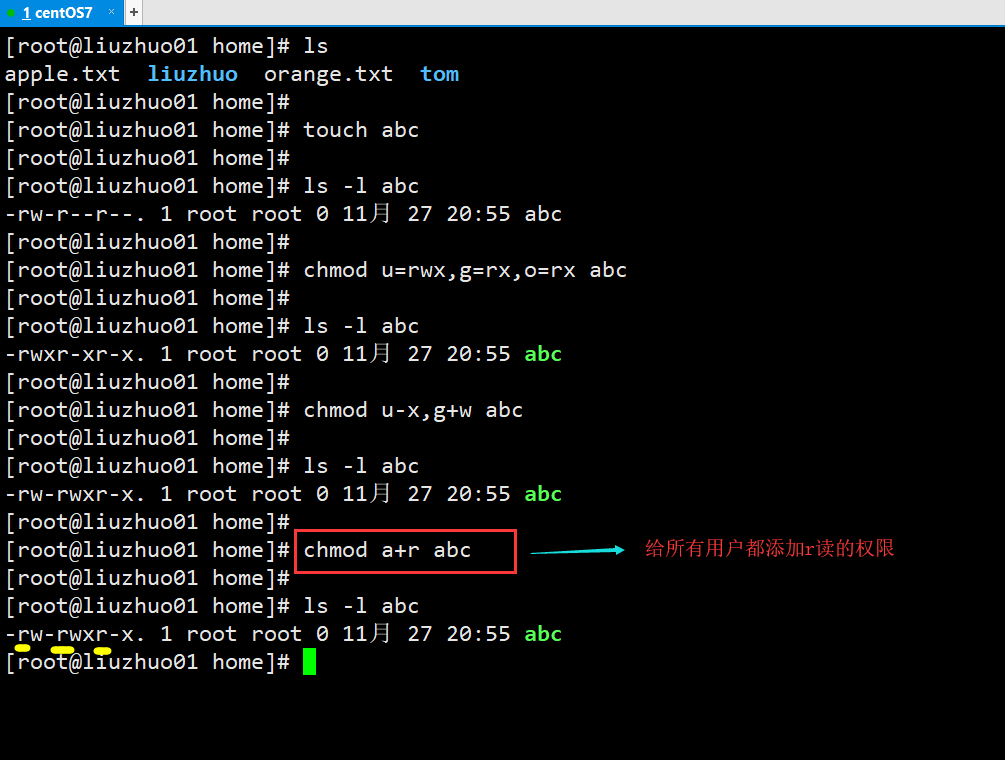 1 centOS7 × +
[root@liuzhuo01 home]# ls
apple.txt  liuzhuo  orange.txt  tom
[root@liuzhuo01 home]#
[root@liuzhuo01 home]# touch abc
[root@liuzhuo01 home]#
[root@liuzhuo01 home]# ls -l abc
-rw-r--r--. 1 root root 0 11月 27 20:55 abc
[root@liuzhuo01 home]#
[root@liuzhuo01 home]# chmod u=rwx,g=rx,o=rx abc
[root@liuzhuo01 home]#
[root@liuzhuo01 home]# ls -l abc
-rwxr-xr-x. 1 root root 0 11月 27 20:55 abc
[root@liuzhuo01 home]#
[root@liuzhuo01 home]# chmod u-x,g+w abc
[root@liuzhuo01 home]#
[root@liuzhuo01 home]# ls -l abc
-rw-rwxr-x. 1 root root 0 11月 27 20:55 abc
[root@liuzhuo01 home]#
[root@liuzhuo01 home]# chmod a+r abc 给所有用户都添加r读的权限
[root@liuzhuo01 home]#
[root@liuzhuo01 home]# ls -l abc
-rw-rwxr-x. 1 root root 0 11月 27 20:55 abc
[root@liuzhuo01 home]#